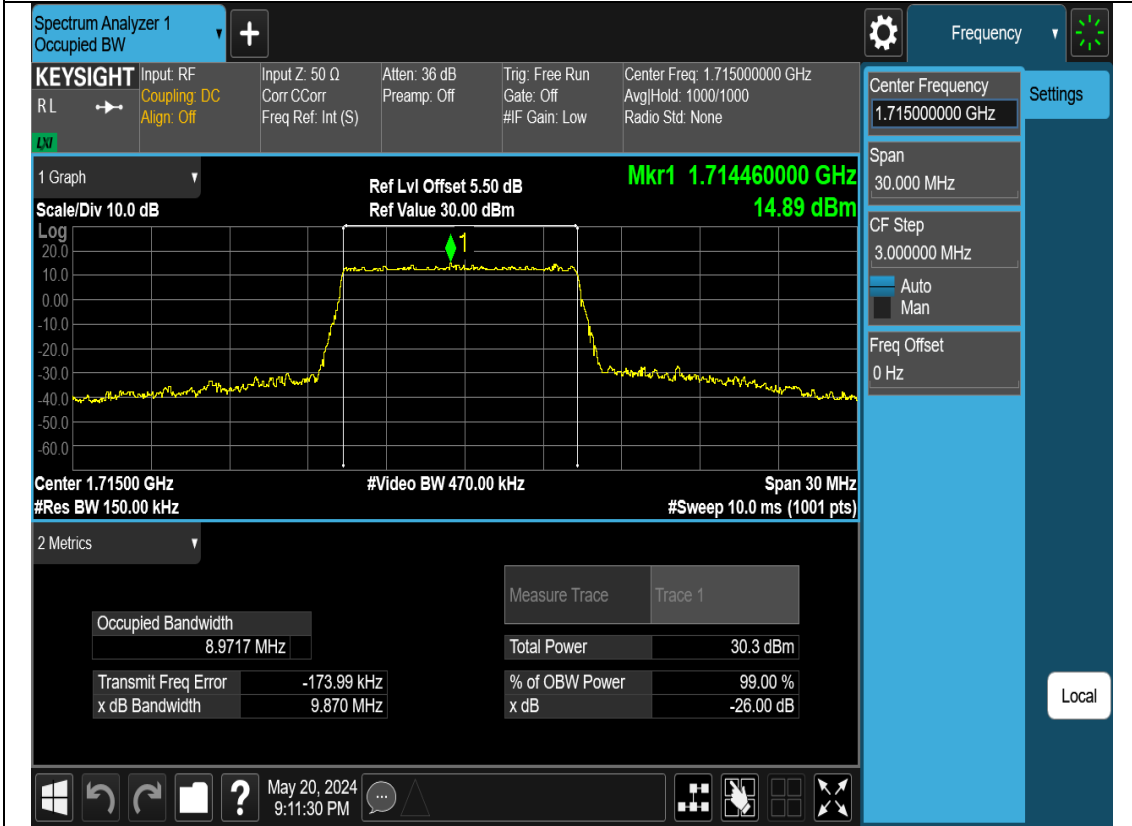 Spectrum Analyzer 1
Occupied BW
+
Frequency
KEYSIGHT
R L
LXI
Input: RF
Coupling: DC
Align: Off
Input Z: 50 Ω
Corr CCorr
Freq Ref: Int (S)
Atten: 36 dB
Preamp: Off
Trig: Free Run
Gate: Off
#IF Gain: Low
Center Freq: 1.715000000 GHz
Avg|Hold: 1000/1000
Radio Std: None
Center Frequency
1.715000000 GHz
Settings
Span
30.000 MHz
CF Step
3.000000 MHz
Auto
Man
Freq Offset
0 Hz
Local
1 Graph
Scale/Div 10.0 dB
Ref Lvl Offset 5.50 dB
Ref Value 30.00 dBm
Mkr1 1.714460000 GHz
14.89 dBm
Log
20.0
10.0
0.00
-10.0
-20.0
-30.0
-40.0
-50.0
-60.0
1
Center 1.71500 GHz
#Res BW 150.00 kHz
#Video BW 470.00 kHz
Span 30 MHz
#Sweep 10.0 ms (1001 pts)
2 Metrics
Measure Trace Trace 1
Occupied Bandwidth
8.9717 MHz
Total Power 30.3 dBm
Transmit Freq Error -173.99 kHz
x dB Bandwidth 9.870 MHz
% of OBW Power 99.00 %
x dB -26.00 dB
?
May 20, 2024
9:11:30 PM